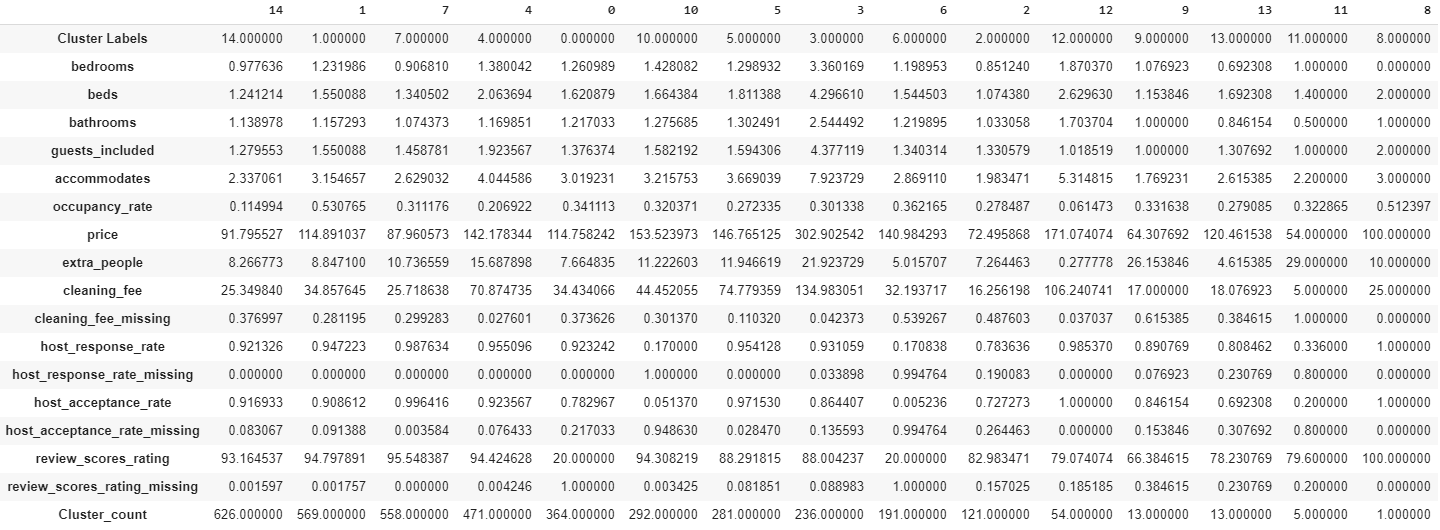 14 1 7 4 0 10 5 3 6 2 12 9 13 11 8
Cluster Labels 14.000000 1.000000 7.000000 4.000000 0.000000 10.000000 5.000000 3.000000 6.000000 2.000000 12.000000 9.000000 13.000000 11.000000 8.000000
bedrooms 0.977636 1.231986 0.906810 1.380042 1.260989 1.428082 1.298932 3.360169 1.198953 0.851240 1.870370 1.076923 0.692308 1.000000 0.000000
beds 1.241214 1.550088 1.340502 2.063694 1.620879 1.664384 1.811388 4.296610 1.544503 1.074380 2.629630 1.153846 1.692308 1.400000 2.000000
bathrooms 1.138978 1.157293 1.074373 1.169851 1.217033 1.275685 1.302491 2.544492 1.219895 1.033058 1.703704 1.000000 0.846154 0.500000 1.000000
guests_included 1.279553 1.550088 1.458781 1.923567 1.376374 1.582192 1.594306 4.377119 1.340314 1.330579 1.018519 1.000000 1.307692 1.000000 2.000000
accommodates 2.337061 3.154657 2.629032 4.044586 3.019231 3.215753 3.669039 7.923729 2.869110 1.983471 5.314815 1.769231 2.615385 2.200000 3.000000
occupancy_rate 0.114994 0.530765 0.311176 0.206922 0.341113 0.320371 0.272335 0.301338 0.362165 0.278487 0.061473 0.331638 0.279085 0.322865 0.512397
price 91.795527 114.891037 87.960573 142.178344 114.758242 153.523973 146.765125 302.902542 140.984293 72.495868 171.074074 64.307692 120.461538 54.000000 100.000000
extra_people 8.266773 8.847100 10.736559 15.687898 7.664835 11.222603 11.946619 21.923729 5.015707 7.264463 0.277778 26.153846 4.615385 29.000000 10.000000
cleaning_fee 25.349840 34.857645 25.718638 70.874735 34.434066 44.452055 74.779359 134.983051 32.193717 16.256198 106.240741 17.000000 18.076923 5.000000 25.000000
cleaning_fee_missing 0.376997 0.281195 0.299283 0.027601 0.373626 0.301370 0.110320 0.042373 0.539267 0.487603 0.037037 0.615385 0.384615 1.000000 0.000000
host_response_rate 0.921326 0.947223 0.987634 0.955096 0.923242 0.170000 0.954128 0.931059 0.170838 0.783636 0.985370 0.890769 0.808462 0.336000 1.000000
host_response_rate_missing 0.000000 0.000000 0.000000 0.000000 0.000000 1.000000 0.000000 0.033898 0.994764 0.190083 0.000000 0.076923 0.230769 0.800000 0.000000
host_acceptance_rate 0.916933 0.908612 0.996416 0.923567 0.782967 0.051370 0.971530 0.864407 0.005236 0.727273 1.000000 0.846154 0.692308 0.200000 1.000000
host_acceptance_rate_missing 0.083067 0.091388 0.003584 0.076433 0.217033 0.948630 0.028470 0.135593 0.994764 0.264463 0.000000 0.153846 0.307692 0.800000 0.000000
review_scores_rating 93.164537 94.797891 95.548387 94.424628 20.000000 94.308219 88.291815 88.004237 20.000000 82.983471 79.074074 66.384615 78.230769 79.600000 100.000000
review_scores_rating_missing 0.001597 0.001757 0.000000 0.004246 1.000000 0.003425 0.081851 0.088983 1.000000 0.157025 0.185185 0.384615 0.230769 0.200000 0.000000
Cluster_count 626.000000 569.000000 558.000000 471.000000 364.000000 292.000000 281.000000 236.000000 191.000000 121.000000 54.000000 13.000000 13.000000 5.000000 1.000000